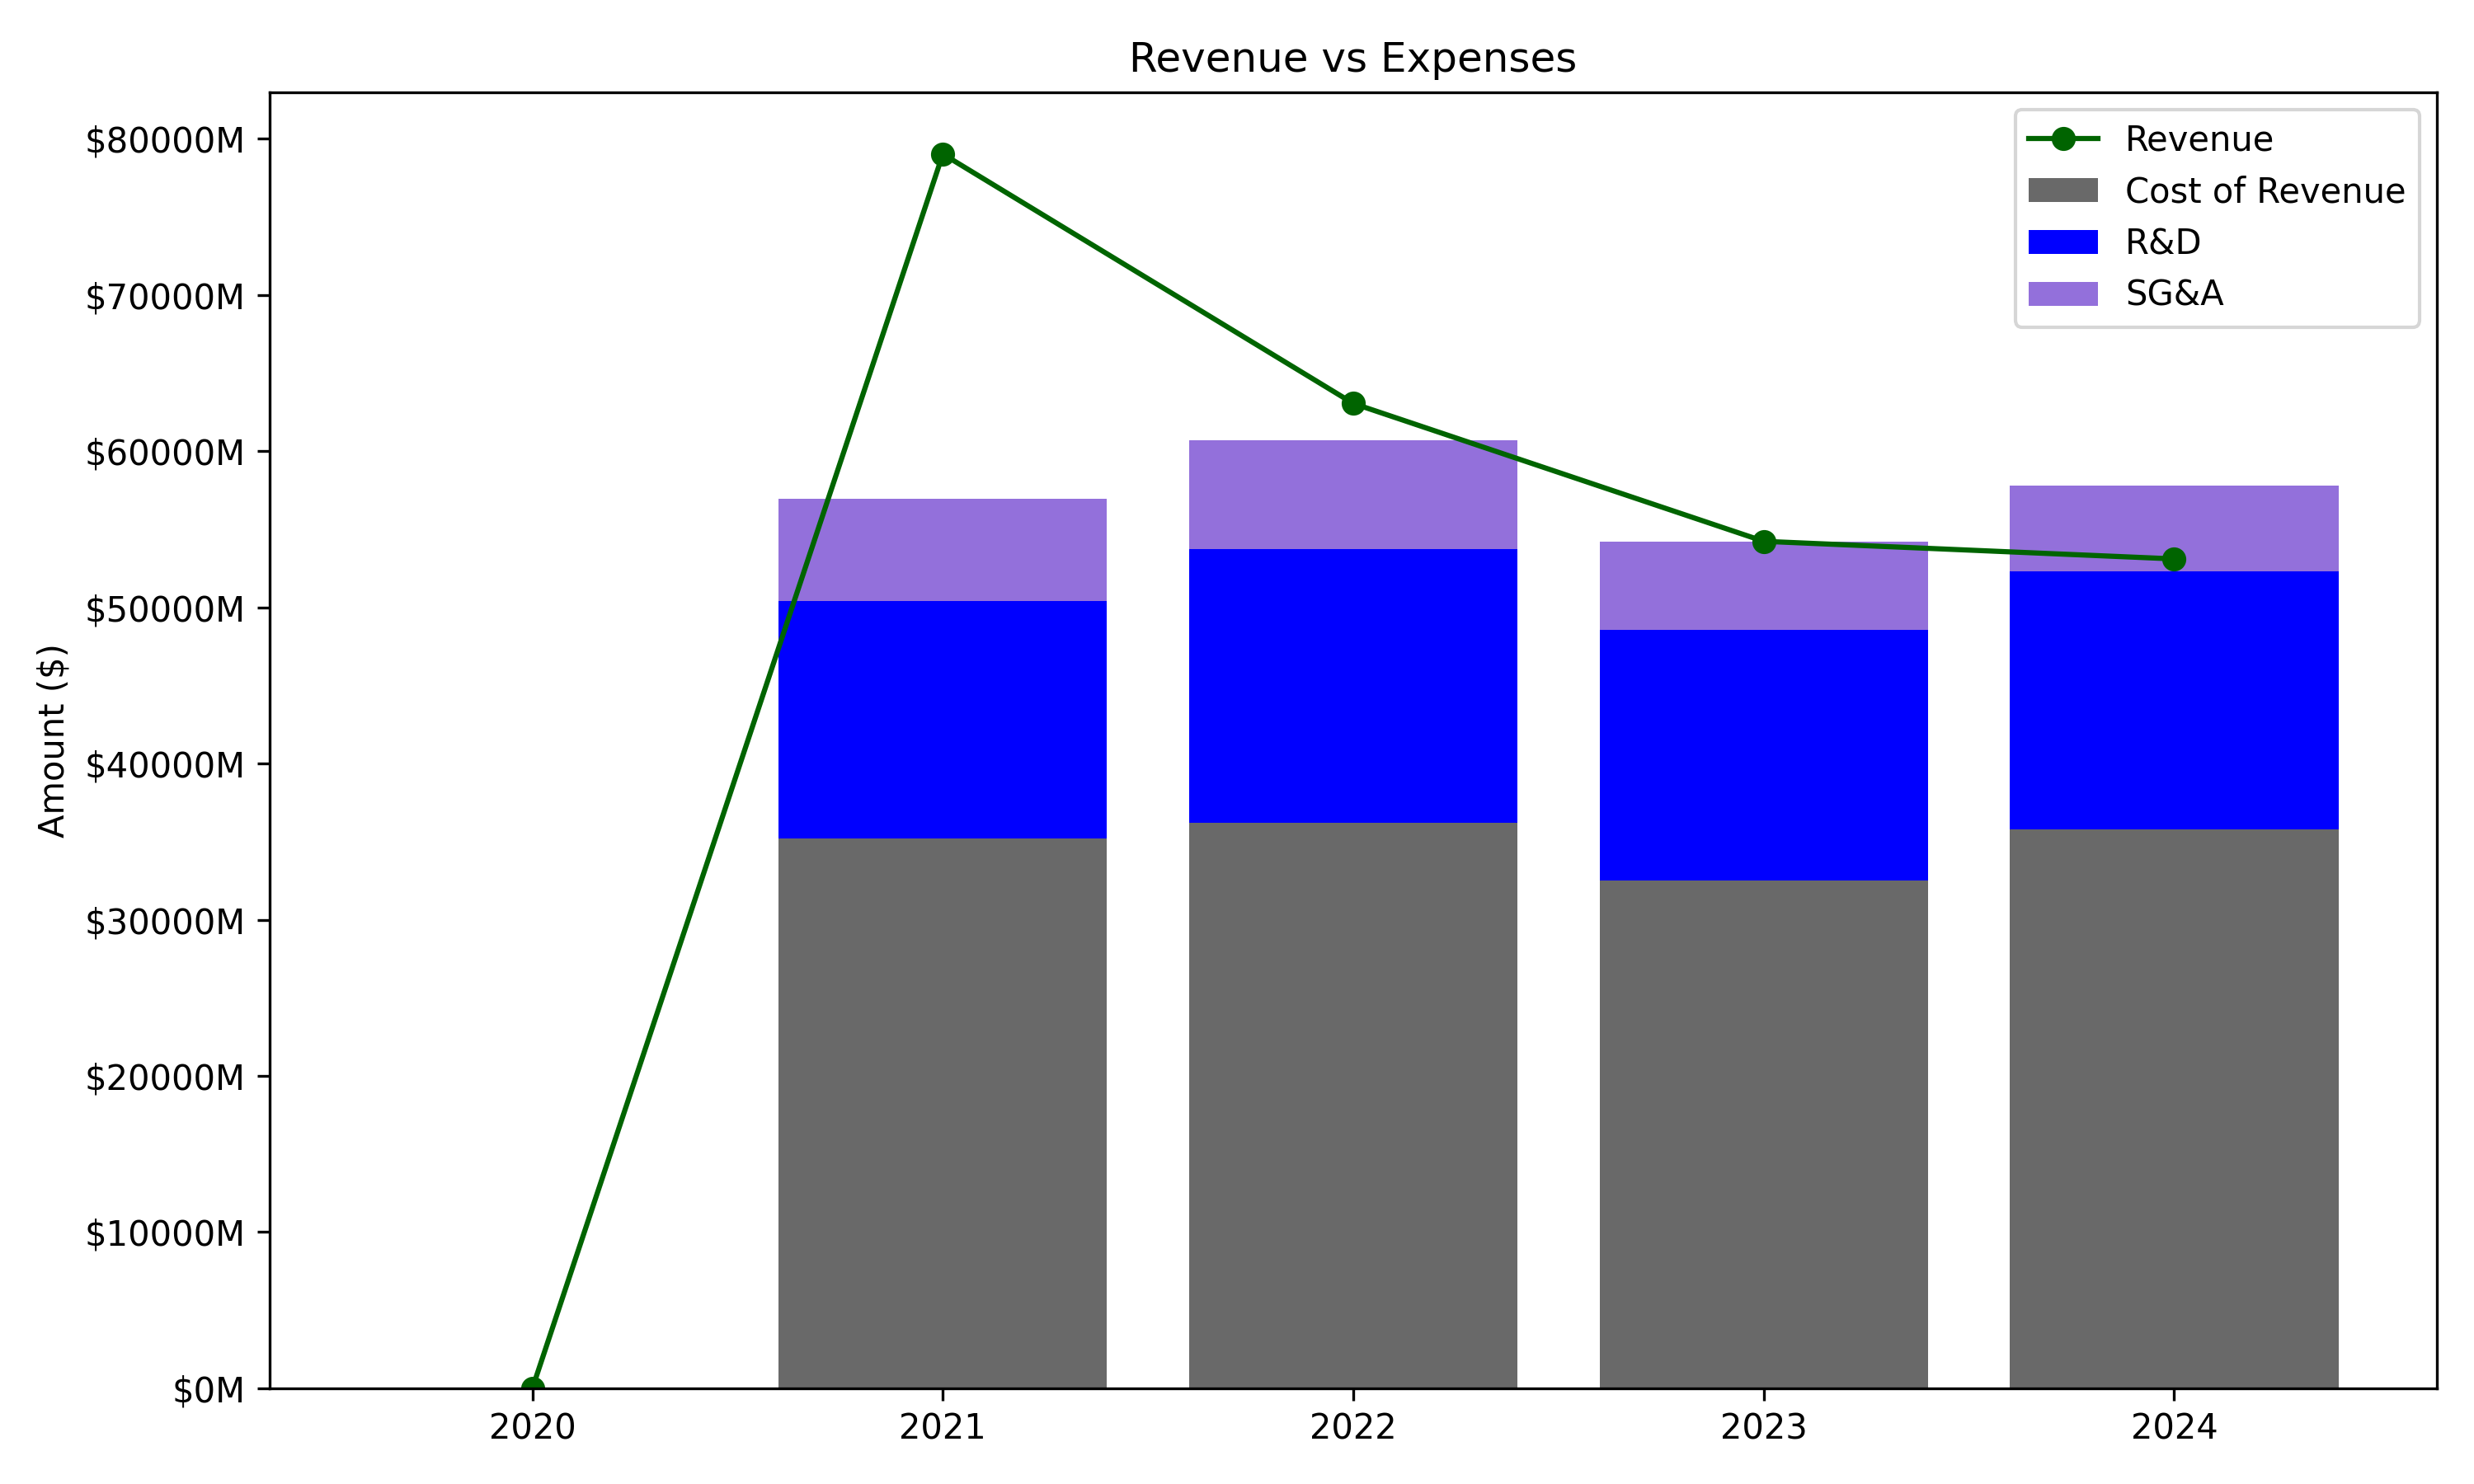 Revenue vs Expenses
Amount ($)
$80000M
$70000M
$60000M
$50000M
$40000M
$30000M
$20000M
$10000M
$0M
Revenue
Cost of Revenue
R&D
SG&A
2020 2021 2022 2023 2024